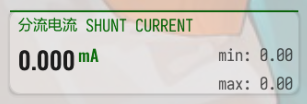 分流电流 SHUNT CURRENT
0.000 mA
min: 0.00
max: 0.00